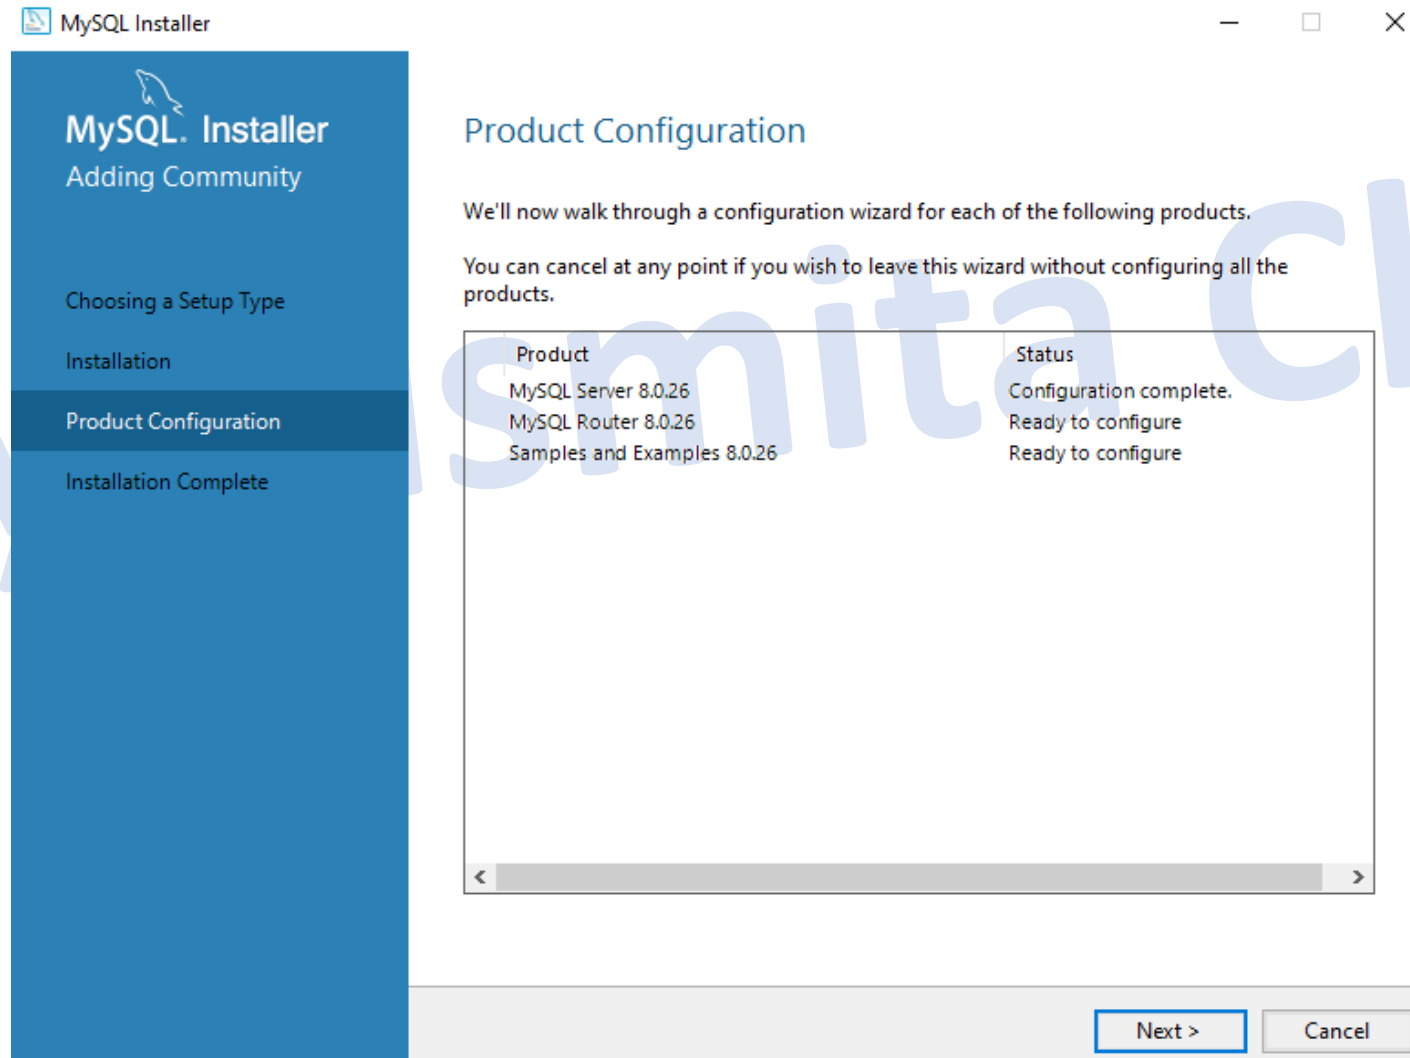 MySQL Installer
MySQL. Installer
Adding Community
Choosing a Setup Type
Installation
Product Configuration
Installation Complete
Product Configuration
We'll now walk through a configuration wizard for each of the following products.
You can cancel at any point if you wish to leave this wizard without configuring all the
products.
Product Status
MySQL Server 8.0.26 Configuration complete.
MySQL Router 8.0.26 Ready to configure
Samples and Examples 8.0.26 Ready to configure
Next > Cancel